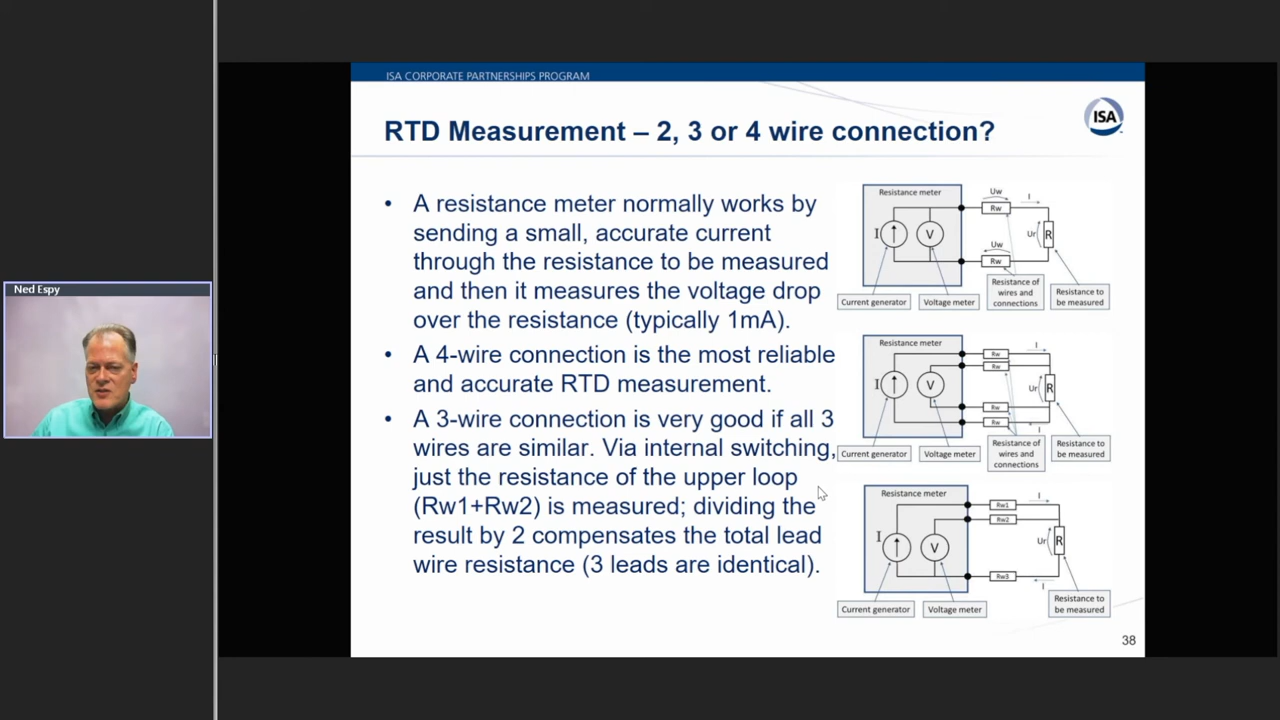 ISA CORPORATE PARTNERSHIPS PROGRAM
RTD Measurement – 2, 3 or 4 wire connection?
ISA
Ned Espy
• A resistance meter normally works by
sending a small, accurate current
through the resistance to be measured
and then it measures the voltage drop
over the resistance (typically 1mA).
• A 4-wire connection is the most reliable
and accurate RTD measurement.
• A 3-wire connection is very good if all 3
wires are similar. Via internal switching,
just the resistance of the upper loop
(Rw1+Rw2) is measured; dividing the
result by 2 compensates the total lead
wire resistance (3 leads are identical).
Resistance meter
Uw
I
Rw
I
V
Ur
R
Uw
Rw
Current generator
Voltage meter
Resistance of
wires and
connections
Resistance to
be measured
Resistance meter
I
Rw
Rw
I
V
Ur
R
Rw
Rw
I
Current generator
Voltage meter
Resistance of
wires and
connections
Resistance to
be measured
Resistance meter
I
Rw1
Rw2
I
V
Ur
R
Rw3
I
Current generator
Voltage meter
Resistance to
be measured
38